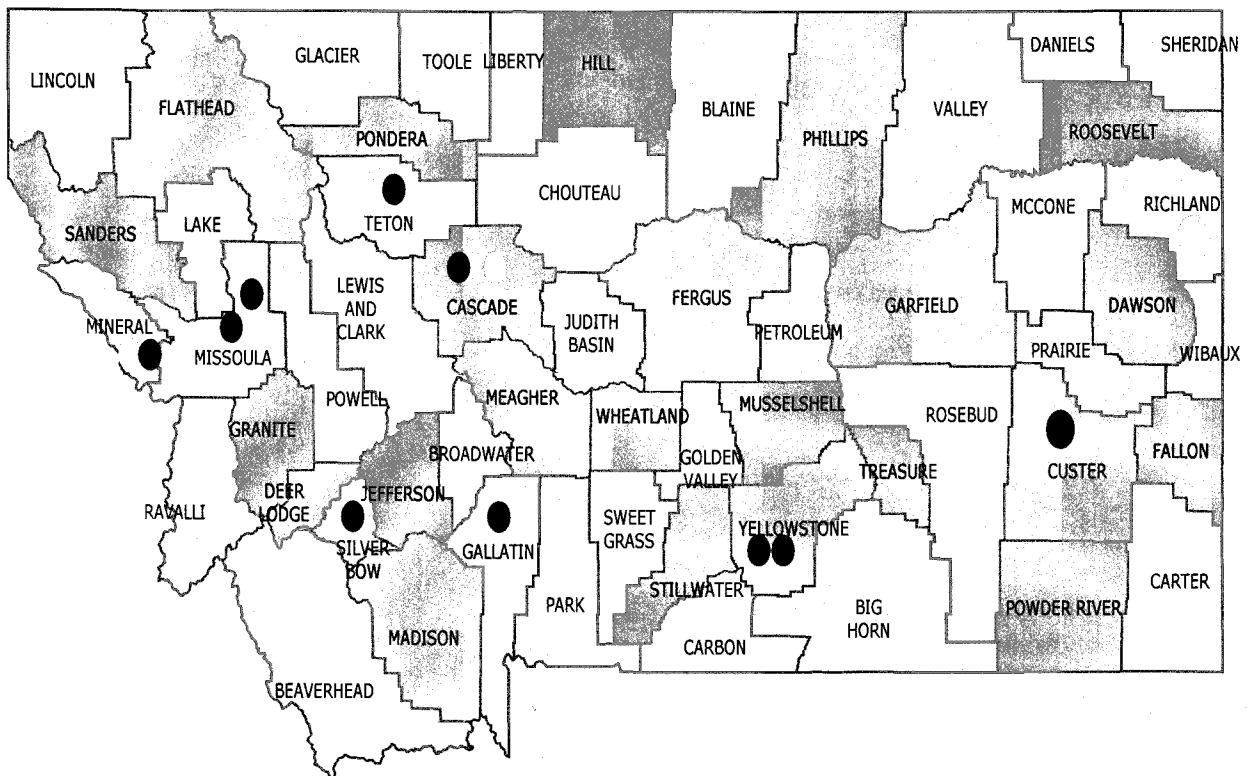 LINCOLN
FLATHEAD
GLACIER
TOOLE
LIBERTY
HILL
BLAINE
PHILLIPS
VALLEY
DANIELS
SHERIDAN
ROOSEVELT
PONDERA
TETON
CHOUTEAU
SANDERS
LAKE
MCCONE
RICHLAND
MINERAL
MISSOULA
LEWIS
AND
CLARK
CASCADE
JUDITH
BASIN
FERGUS
PETROLEUM
GARFIELD
DAWSON
PRAIRIE
WIBAUX
POWELL
GRANITE
MEAGHER
BROADWATER
WHEATLAND
GOLDEN
VALLEY
MUSSELSHELL
ROSEBUD
TREASURE
CUSTER
FALLON
RAVALLI
DEER
LODGE
JEFFERSON
SILVER
BOW
GALLATIN
PARK
SWEET
GRASS
STILLWATER
YELLOWSTONE
BIG
HORN
POWDER RIVER
CARTER
MADISON
BEAVERHEAD
CARBON